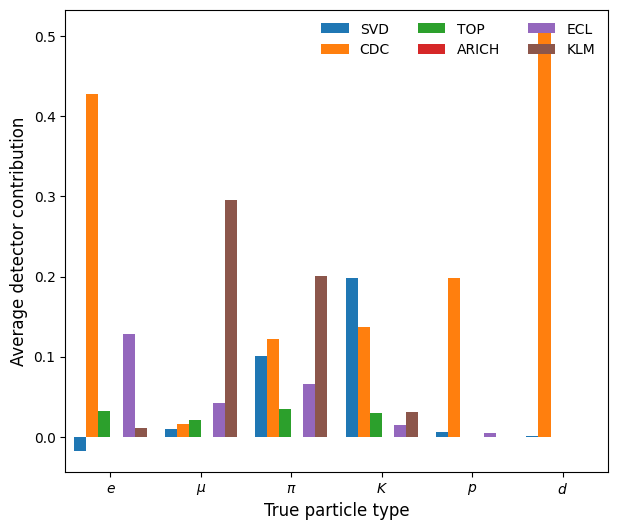 SVD TOP ECL
CDC ARICH KLM
0.5
0.4
0.3
0.2
0.1
0.0
Average detector contribution
e μ π K p d
True particle type